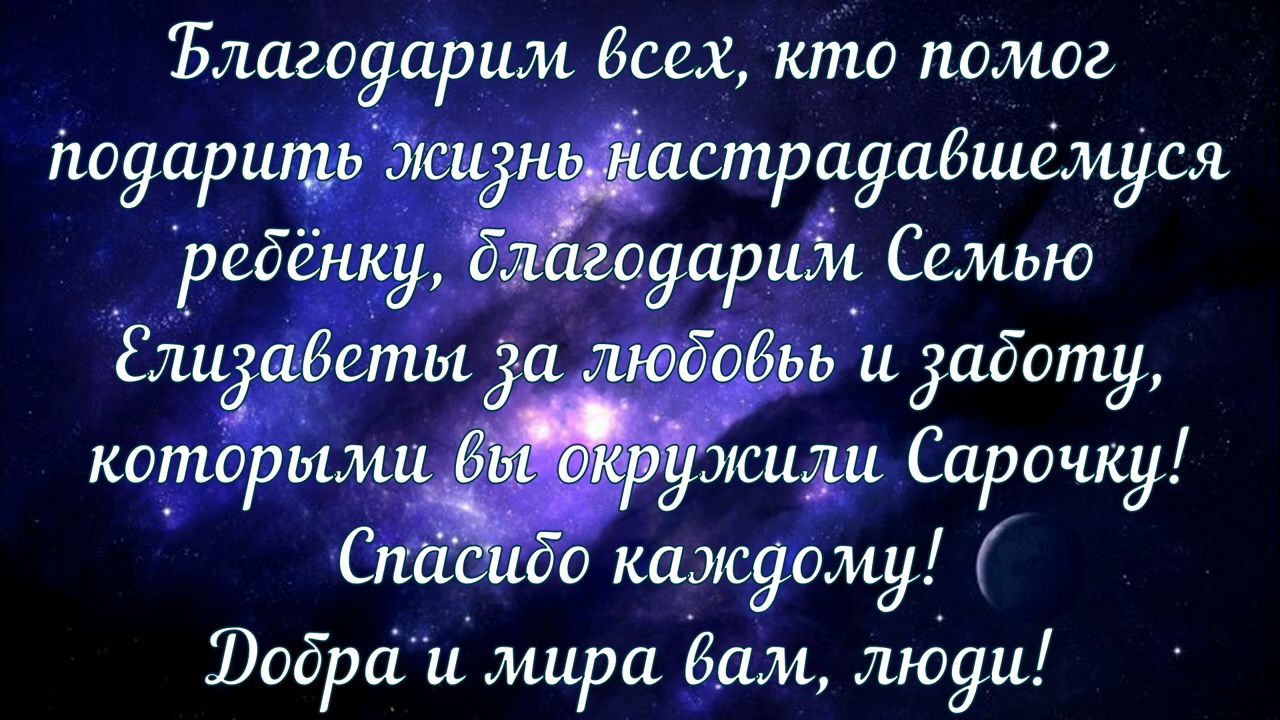 Благодарим всех, кто помог
подарить жизнь настрадавшемуся
ребёнку, благодарим Семью
Елизаветы за любовьь и заботу,
которыми вы окружили Сарочку!
Спасибо каждому!
Добра и мира вам, люди!